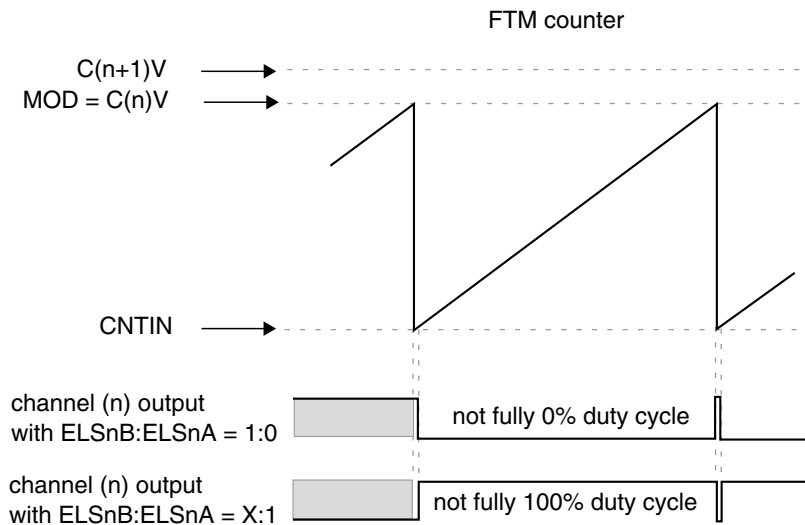 FTM counter
C(n+1)V
MOD = C(n)V
CNTIN
channel (n) output
with ELSnB:ELSnA = 1:0
not fully 0% duty cycle
channel (n) output
with ELSnB:ELSnA = X:1
not fully 100% duty cycle